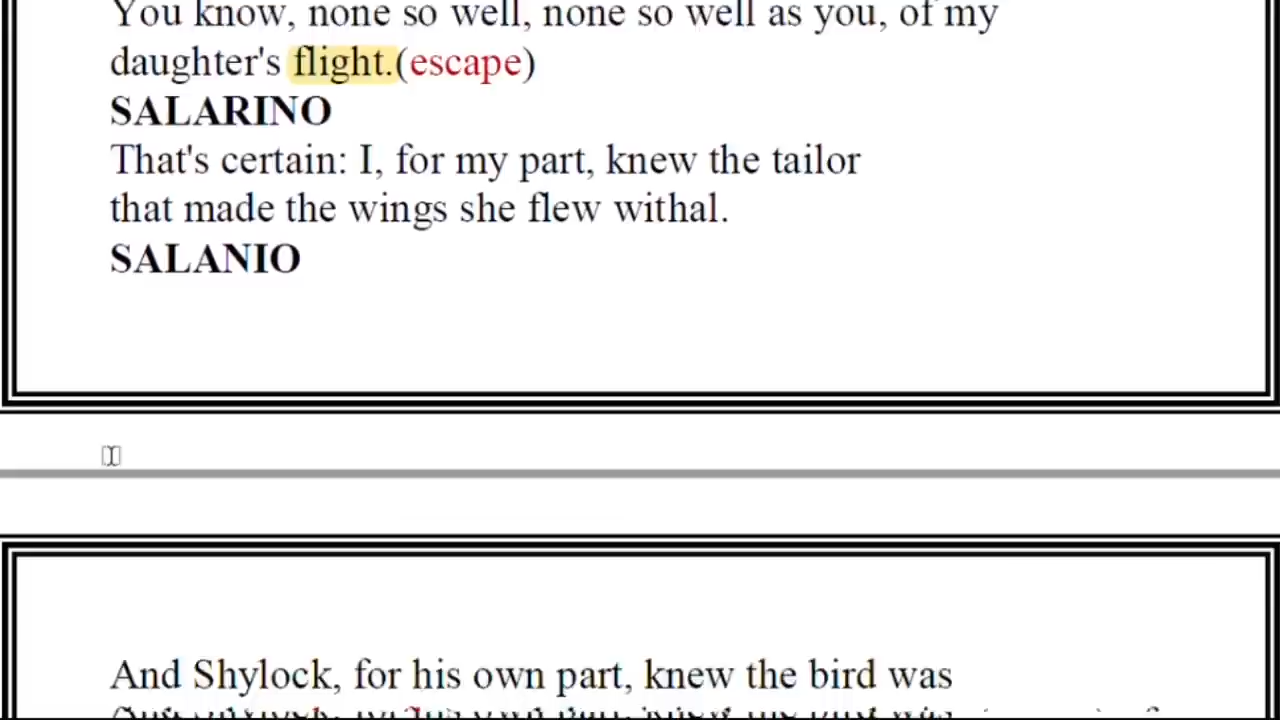 You know, none so well, none so well as you, of my
daughter's flight.(escape)
SALARINO
That's certain: I, for my part, knew the tailor
that made the wings she flew withal.
SALANIO
And Shylock, for his own part, knew the bird was